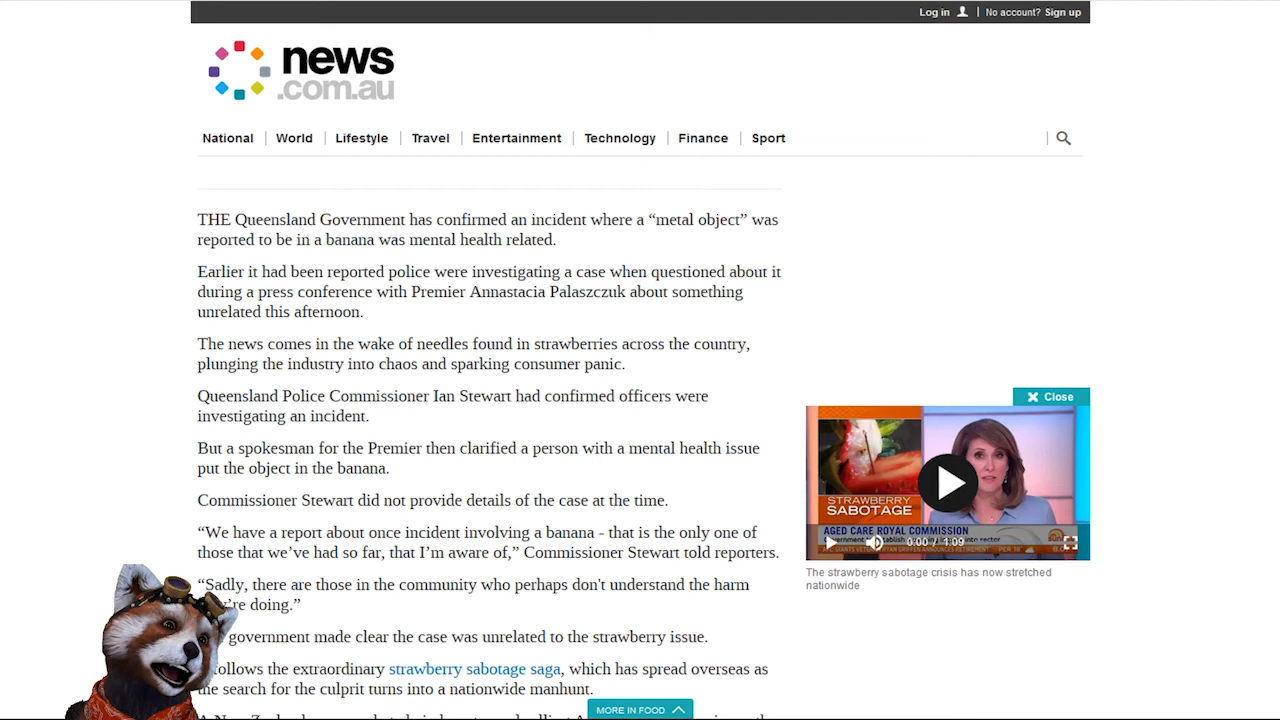 Log in
No account? Sign up
news
.com.au
National
World
Lifestyle
Travel
Entertainment
Technology
Finance
Sport
THE Queensland Government has confirmed an incident where a “metal object” was
reported to be in a banana was mental health related.
Earlier it had been reported police were investigating a case when questioned about it
during a press conference with Premier Annastacia Palaszczuk about something
unrelated this afternoon.
The news comes in the wake of needles found in strawberries across the country,
plunging the industry into chaos and sparking consumer panic.
Queensland Police Commissioner Ian Stewart had confirmed officers were
investigating an incident.
But a spokesman for the Premier then clarified a person with a mental health issue
put the object in the banana.
Commissioner Stewart did not provide details of the case at the time.
“We have a report about once incident involving a banana - that is the only one of
those that we’ve had so far, that I’m aware of,” Commissioner Stewart told reporters.
“Sadly, there are those in the community who perhaps don't understand the harm
doing.”
government made clear the case was unrelated to the strawberry issue.
follows the extraordinary strawberry sabotage saga, which has spread overseas as
the search for the culprit turns into a nationwide manhunt.
Close
STRAWBERRY
SABOTAGE
AGED CARE ROYAL COMMISSION
The strawberry sabotage crisis has now stretched
nationwide
MORE IN FOOD